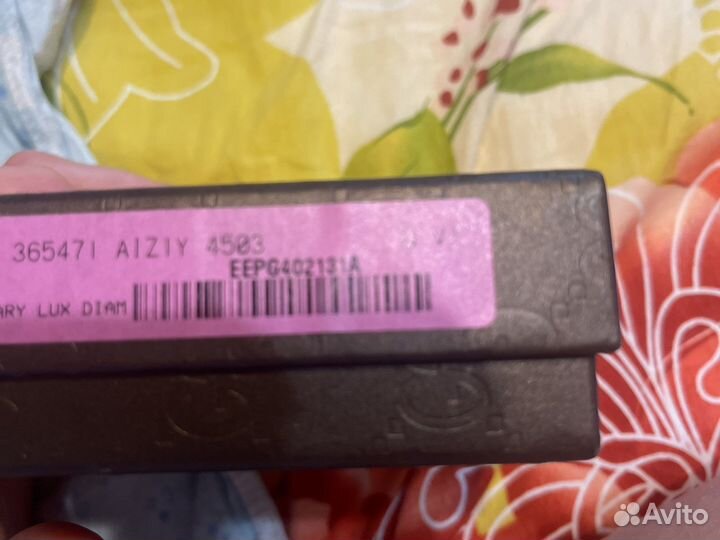 365471 AIZIY 4503
EEPG402131A
ARY LUX DIAM
Avito